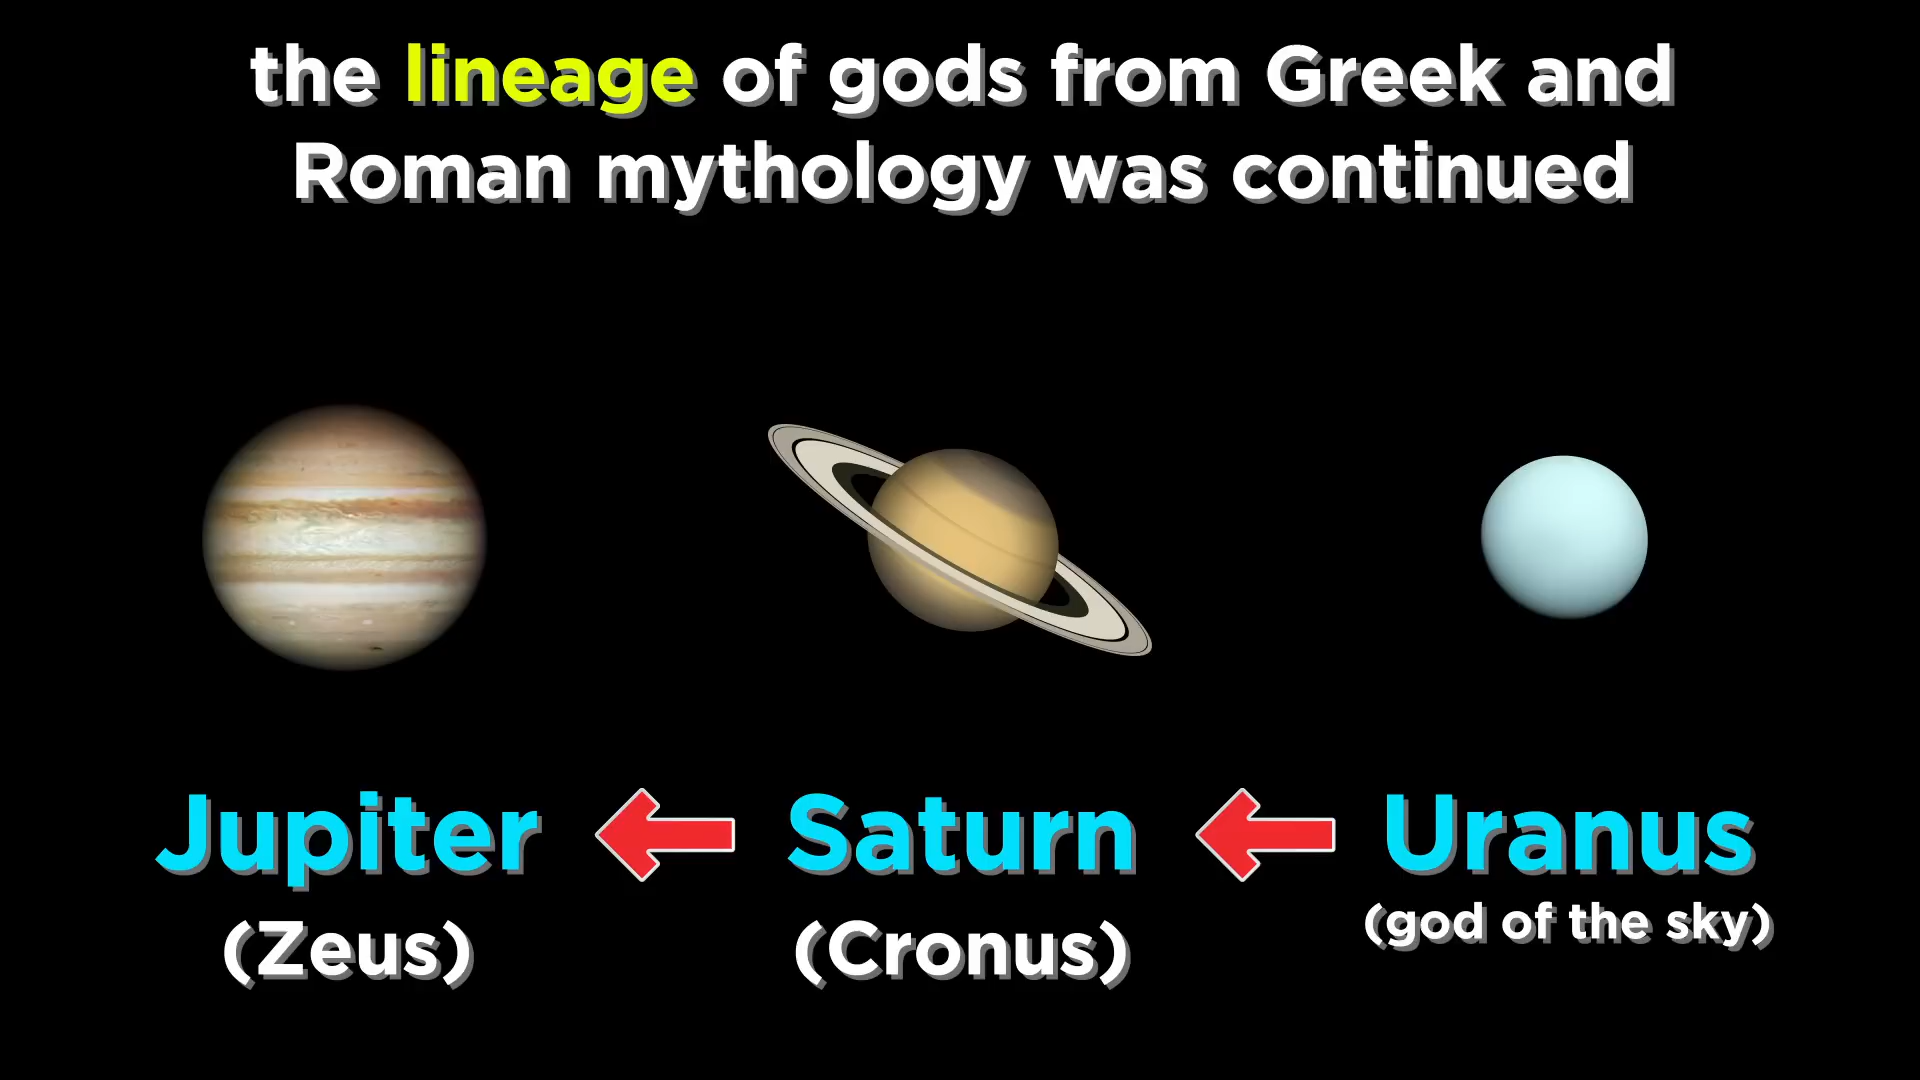 the lineage of gods from Greek and
Roman mythology was continued
Jupiter
Saturn
Uranus
(Zeus)
(Cronus)
(god of the sky)